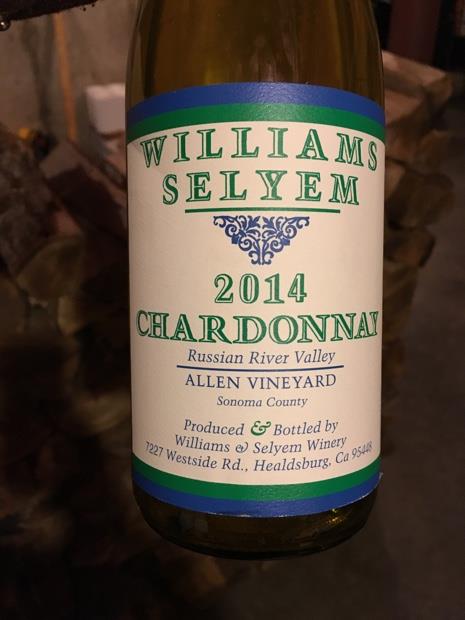 WILLIAMS
SELYEM
2014
CHARDONNAY
Russian River Valley
ALLEN VINEYARD
Sonoma County
Produced & Bottled by
Williams & Selyem Winery
7227 Westside Rd., Healdsburg, Ca 95448